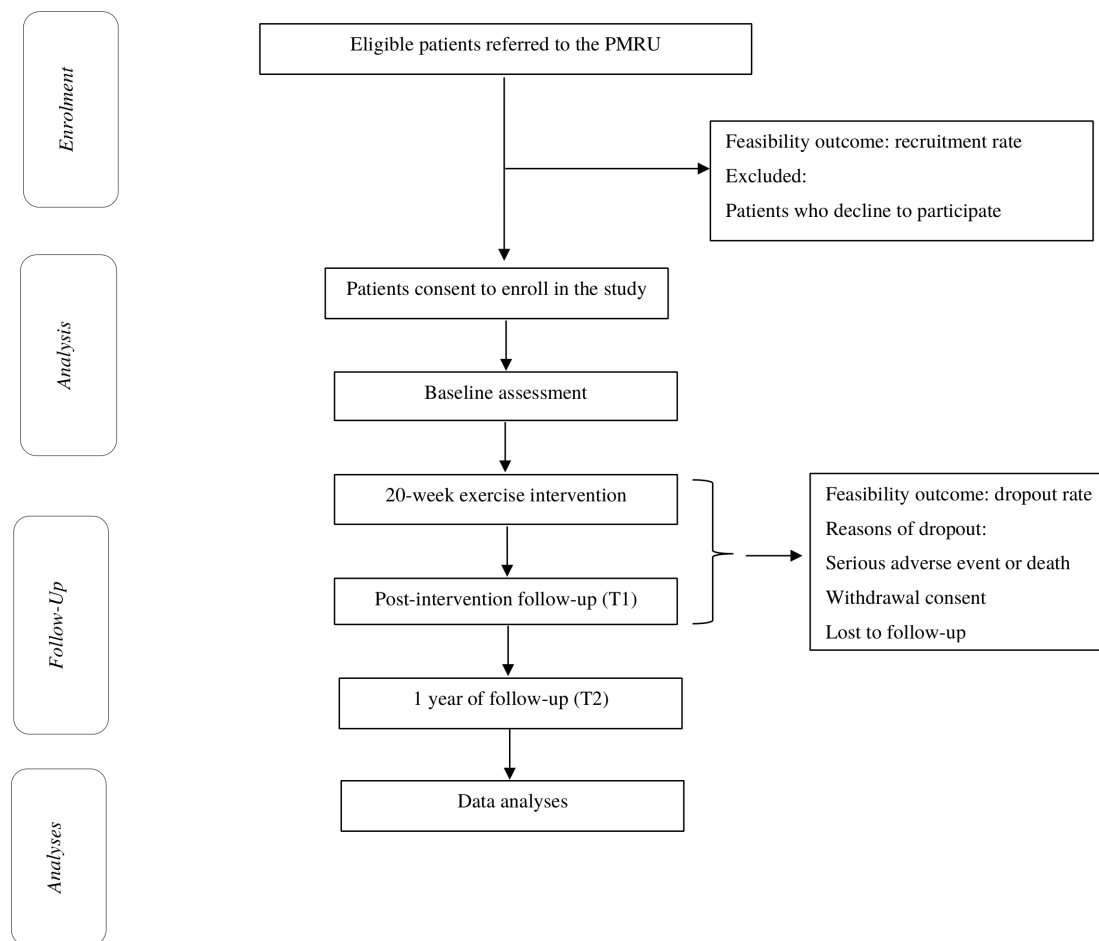 Enrolment
Eligible patients referred to the PMRU
Feasibility outcome: recruitment rate
Excluded:
Patients who decline to participate
Analysis
Patients consent to enroll in the study
Baseline assessment
20-week exercise intervention
Feasibility outcome: dropout rate
Reasons of dropout:
Serious adverse event or death
Withdrawal consent
Lost to follow-up
Follow-Up
Post-intervention follow-up (T1)
1 year of follow-up (T2)
Analyses
Data analyses